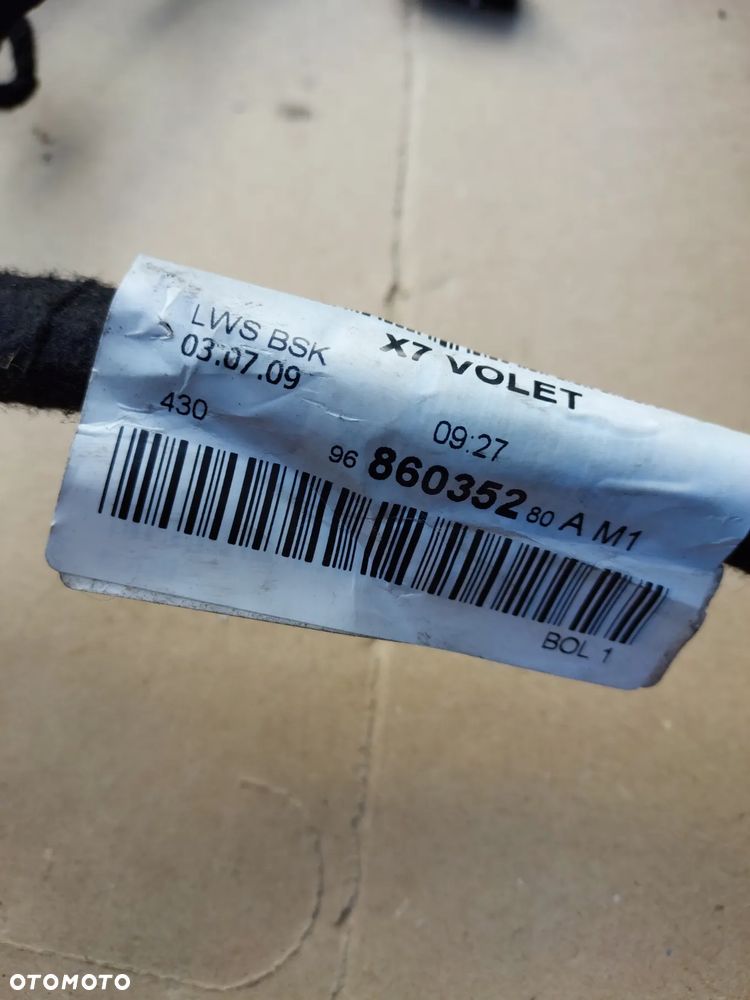 LWS BSK X7 VOLET
03.07.09
430 09:27
96 860352 80 A M1
BOL 1
OTOMOTO